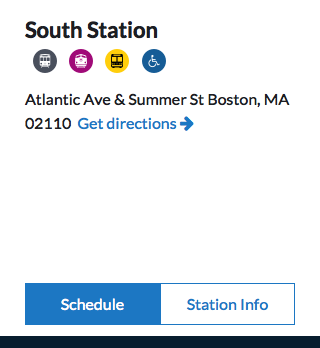 South Station
Atlantic Ave & Summer St Boston, MA
02110 Get directions
Schedule
Station Info